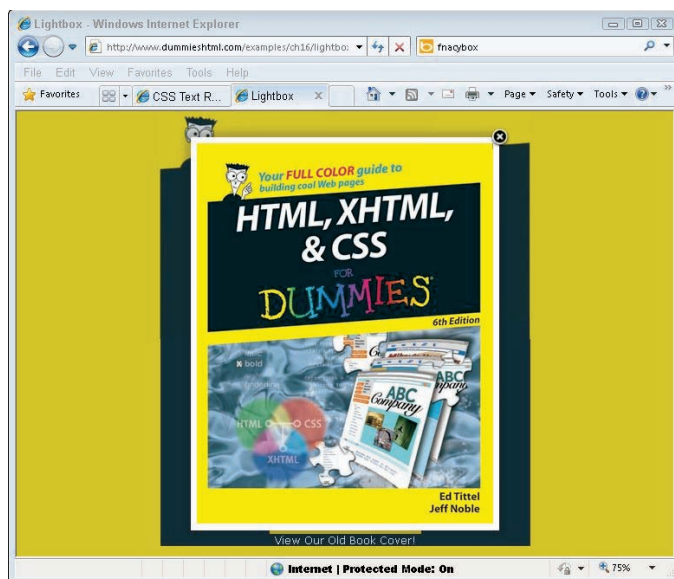 Lightbox - Windows Internet Explorer
http://www.dummieshtml.com/examples/ch16/lightbo:
fnacybox
File Edit View Favorites Tools Help
Favorites
CSS Text R...
Lightbox
Page Safety Tools
Your FULL COLOR guide to
building cool Web pages
HTML, XHTML,
& CSS
FOR
DUMMIES
6th Edition
bold
ABC
Company
ABC
HTML
CSS
XHTML
Ed Tittel
Jeff Noble
View Our Old Book Cover!
Internet | Protected Mode: On
75%